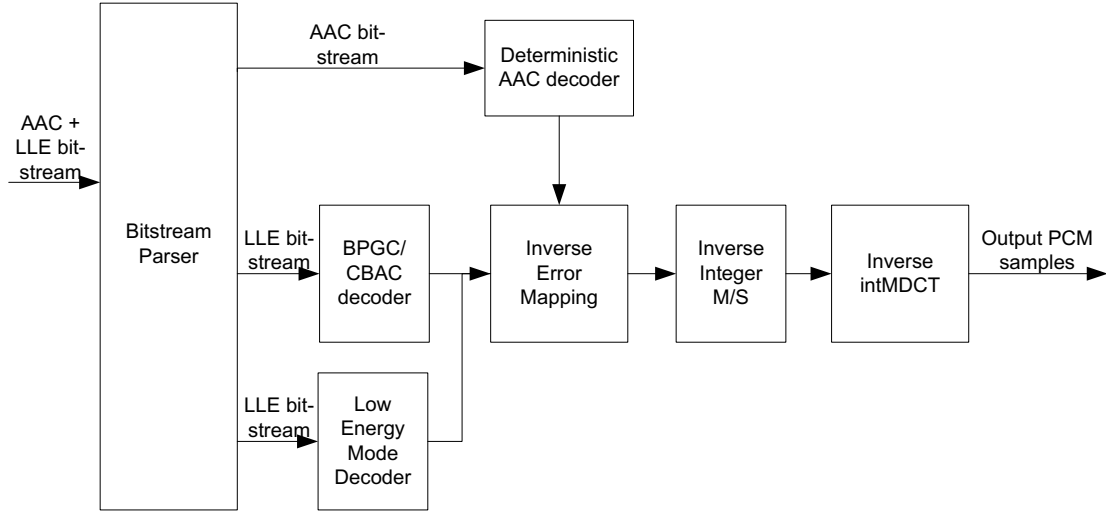 AAC +
LLE bit-
stream
Bitstream
Parser
AAC bit-
stream
Deterministic
AAC decoder
LLE bit-
stream
BPGC/
CBAC
decoder
Inverse
Error
Mapping
Inverse
Integer
M/S
Inverse
intMDCT
Output PCM
samples
LLE bit-
stream
Low
Energy
Mode
Decoder